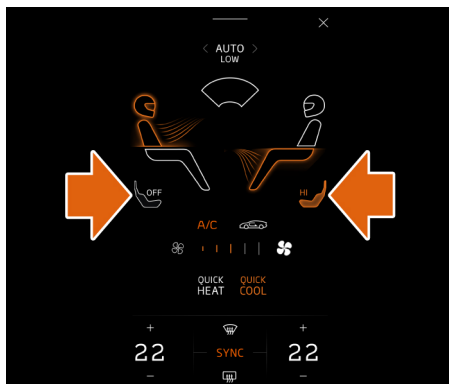 AUTO
LOW
OFF
HI
A/C
QUICK
HEAT
QUICK
COOL
22
SYNC
22